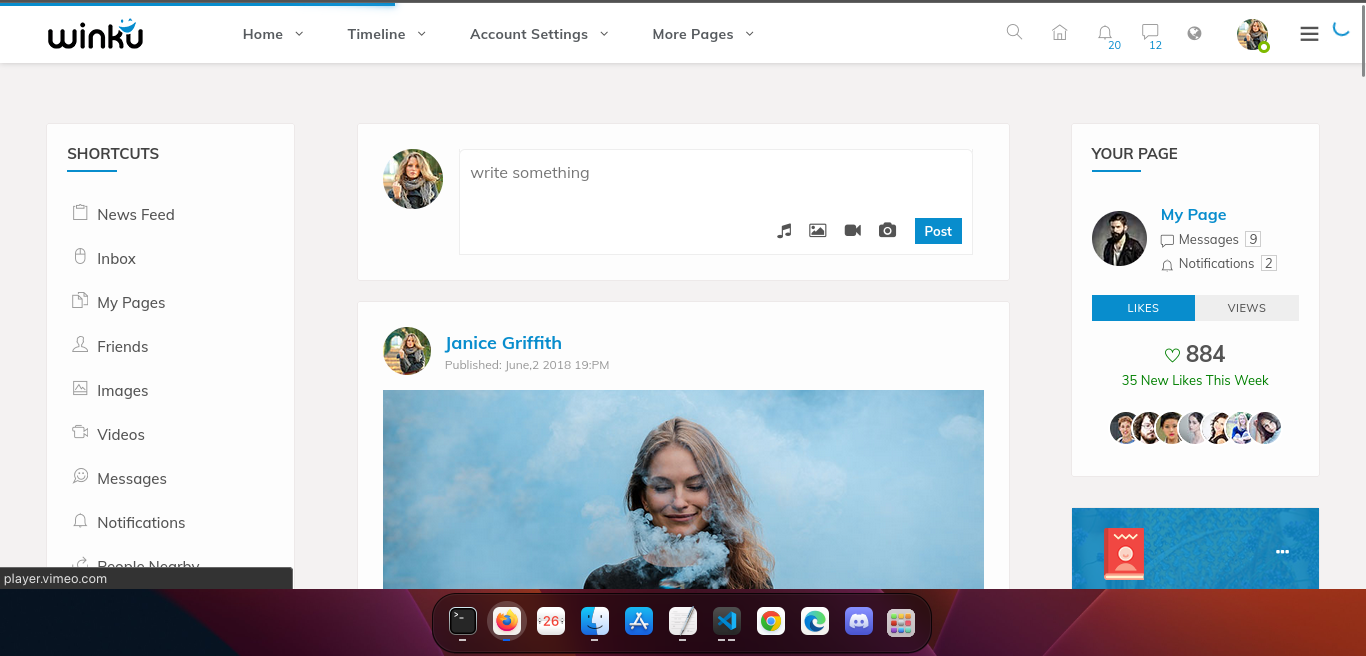 winku
Home
Timeline
Account Settings
More Pages
20
12
SHORTCUTS
News Feed
Inbox
My Pages
Friends
Images
Videos
Messages
Notifications
People Nearby
player.vimeo.com
write something
Post
Janice Griffith
Published: June,2 2018 19:PM
YOUR PAGE
My Page
Messages 9
Notifications 2
LIKES
VIEWS
884
35 New Likes This Week
>_
26